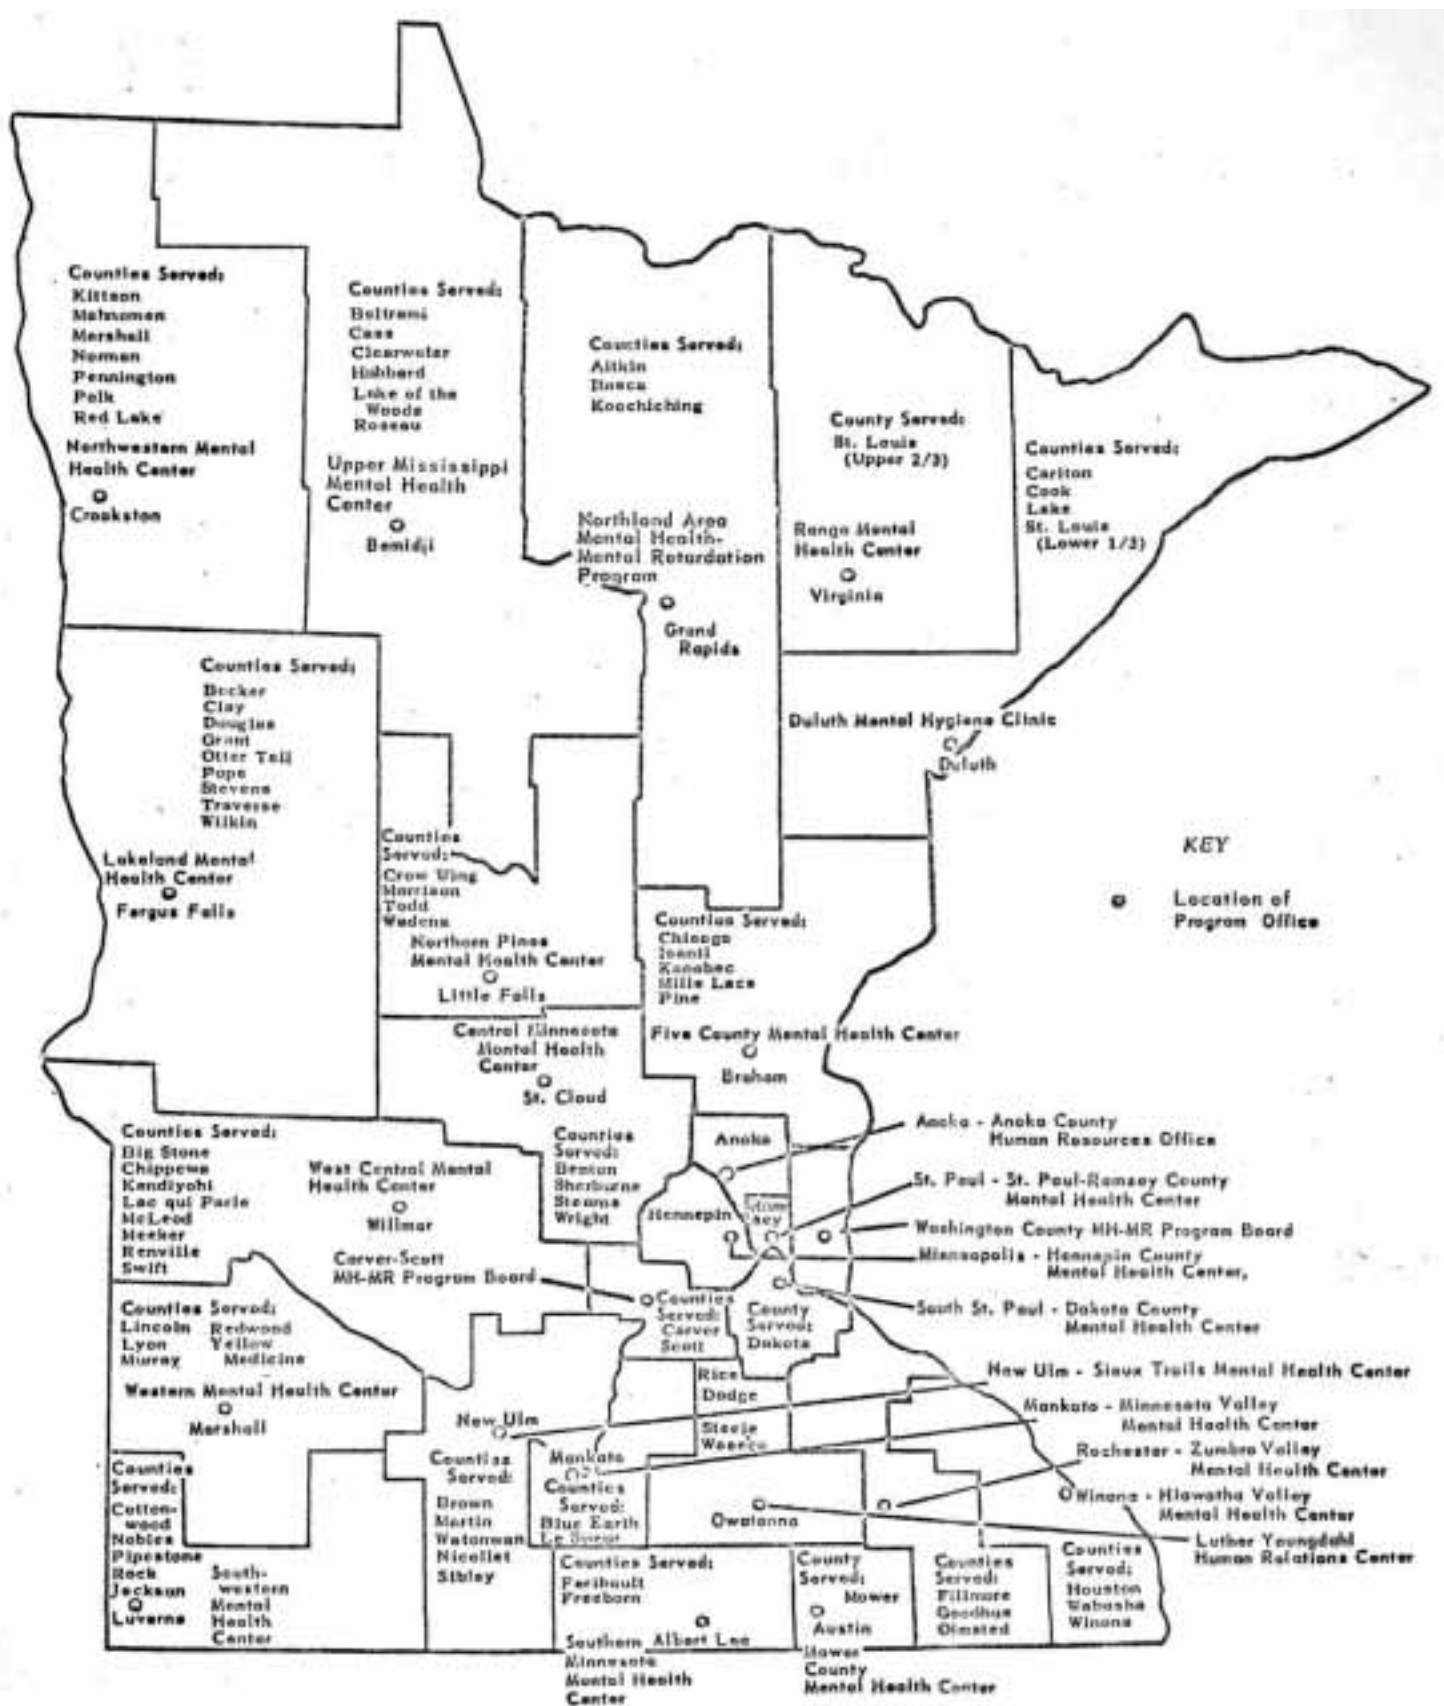 Counties Served:
Kittson
Mahnomen
Marshall
Norman
Pennington
Polk
Red Lake
Northwestern Mental
Health Center
Crookston
Counties Served:
Beltrami
Cass
Clearwater
Hubbard
Lake of the
Woods
Roseau
Upper Mississippi
Mental Health
Center
Bemidji
Counties Served:
Aitkin
Itasca
Koochiching
Northland Area
Mental Health-
Mental Retardation
Program
Grand
Rapids
County Served:
St. Louis
(Upper 2/3)
Range Mental
Health Center
Virginia
Counties Served:
Carlton
Cook
Lake
St. Louis
(Lower 1/3)
Duluth Mental Hygiene Clinic
Duluth
Counties Served:
Becker
Clay
Douglas
Grant
Otter Tail
Pope
Stevens
Traverse
Wilkin
Lakeland Mental
Health Center
Fergus Falls
Counties
Served:
Crow Wing
Morrison
Todd
Wadena
Northern Pines
Mental Health Center
Little Falls
Counties Served:
Chisago
Isanti
Kanabec
Mille Lacs
Pine
Five County Mental Health Center
Braham
KEY
Location of
Program Office
Central Minnesota
Mental Health
Center
St. Cloud
Counties
Served:
Benton
Sherburne
Stearns
Wright
Counties Served:
Big Stone
Chippewa
Kandiyohi
Lac qui Parle
McLeod
Meeker
Renville
Swift
West Central Mental
Health Center
Willmar
Carver-Scott
MH-MR Program Board
Anoka
Hennepin
Ram
sey
Anoka - Anoka County
Human Resources Office
St. Paul - St. Paul-Ramsey County
Mental Health Center
Washington County MH-MR Program Board
Minneapolis - Hennepin County
Mental Health Center,
South St. Paul - Dakota County
Mental Health Center
Counties
Served:
Carver
Scott
County
Served:
Dakota
Counties Served:
Lincoln Redwood
Lyon Yellow
Murray Medicine
Western Mental Health Center
Marshall
Rice
Dodge
Steele
Waseca
New Ulm - Sioux Trails Mental Health Center
Mankato - Minnesota Valley
Mental Health Center
Rochester - Zumbro Valley
Mental Health Center
Winona - Hiawatha Valley
Mental Health Center
Luther Youngdahl
Human Relations Center
New Ulm
Counties
Served:
Brown
Martin
Watonwan
Nicollet
Sibley
Mankato
Counties
Served:
Blue Earth
Le Sueur
Owatonna
Counties
Served:
Cotton-
wood
Nobles
Pipestone
Rock
Jackson
Luverne
South-
western
Mental
Health
Center
Counties Served:
Faribault
Freeborn
Albert Lea
Southern
Minnesota
Mental Health
Center
County
Served:
Mower
Austin
Mower
County
Mental Health Center
Counties
Served:
Fillmore
Goodhue
Olmsted
Counties
Served:
Houston
Wabasha
Winona